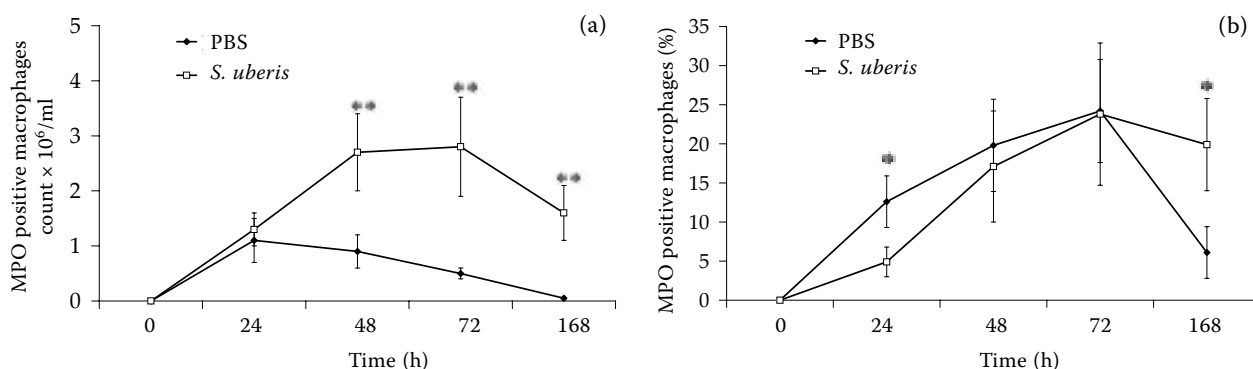 (a)
PBS
S. uberis
MPO positive macrophages
count × 10⁶/ml
5
4
3
2
1
0
**
**
**
0 24 48 72 168
Time (h)
(b)
PBS
S. uberis
MPO positive macrophages (%)
35
30
25
20
15
10
5
0
*
*
0 24 48 72 168
Time (h)